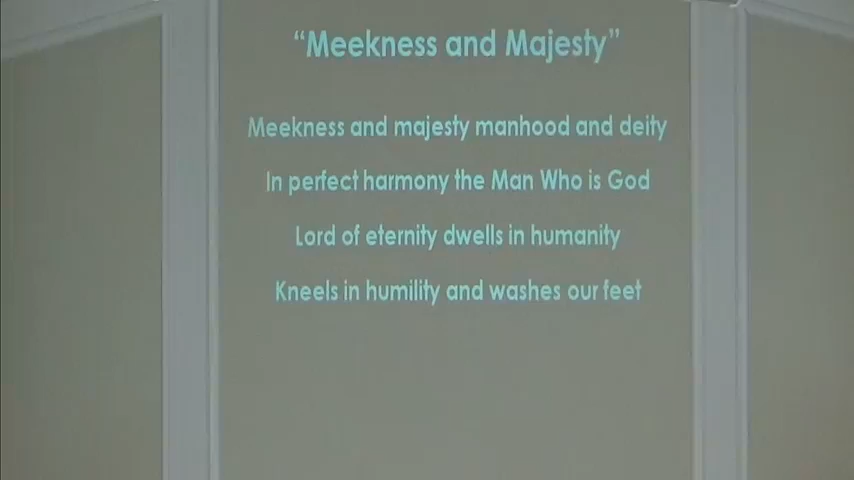 “Meekness and Majesty”
Meekness and majesty manhood and deity
In perfect harmony the Man Who is God
Lord of eternity dwells in humanity
Kneels in humility and washes our feet